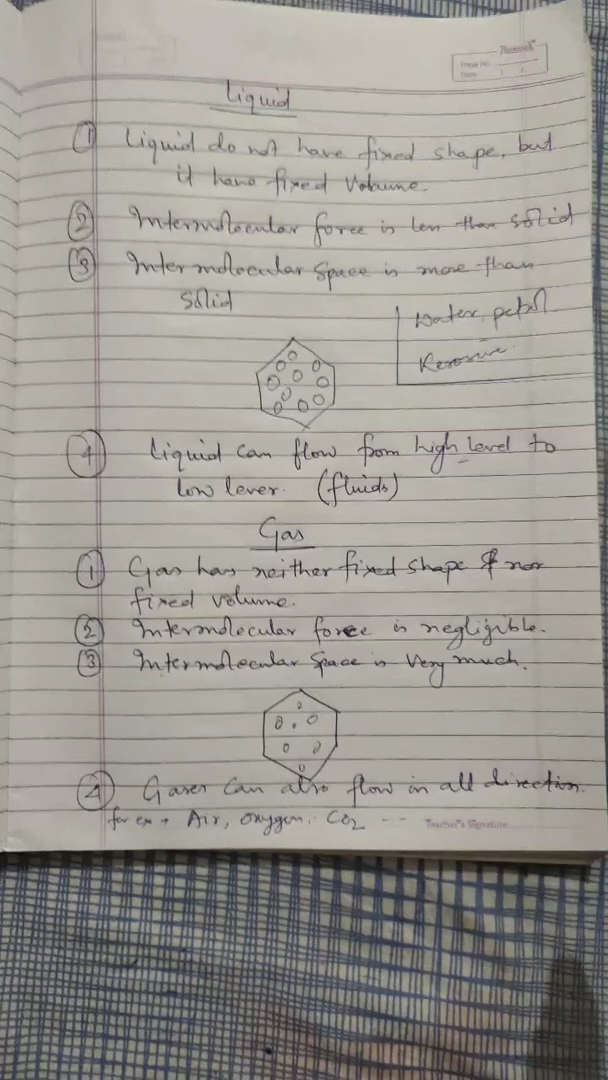 Liquid
① Liquid do not have fixed shape, but
it have fixed volume.
② Intermolocular force is less than solid
③ Intermolocular space is more than
solid
Water, petrol
Kerosine.
④ Liquid can flow from high level to
low lever. (fluids)
Gas
① Gas has neither fixed shape & nor
fixed volume.
② Intermolecular force is negligible.
③ Intermolecular space is very much.
④ Gases can also flow in all direction.
for ex → Air, oxygen, CO2 ---
Teacher's Signature